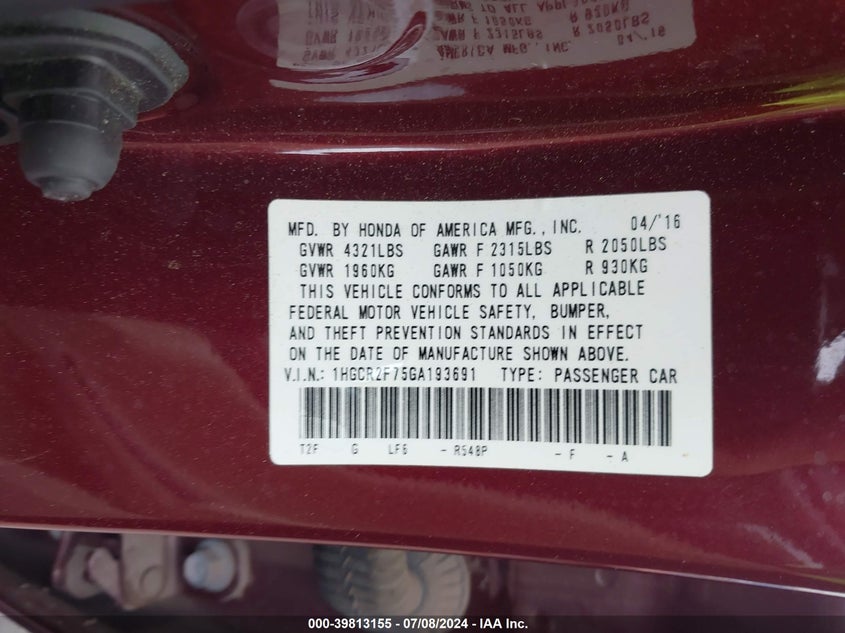 MFD. BY HONDA OF AMERICA MFG., INC. 04/'16
GVWR 4321LBS GAWR F 2315LBS R 2050LBS
GVWR 1960KG GAWR F 1050KG R 930KG
THIS VEHICLE CONFORMS TO ALL APPLICABLE
FEDERAL MOTOR VEHICLE SAFETY, BUMPER,
AND THEFT PREVENTION STANDARDS IN EFFECT
ON THE DATE OF MANUFACTURE SHOWN ABOVE.
V.I.N.: 1HGCR2F75GA193691 TYPE: PASSENGER CAR
T2F G LF6 - R548P - F - A
000-39813155 - 07/08/2024 - IAA Inc.